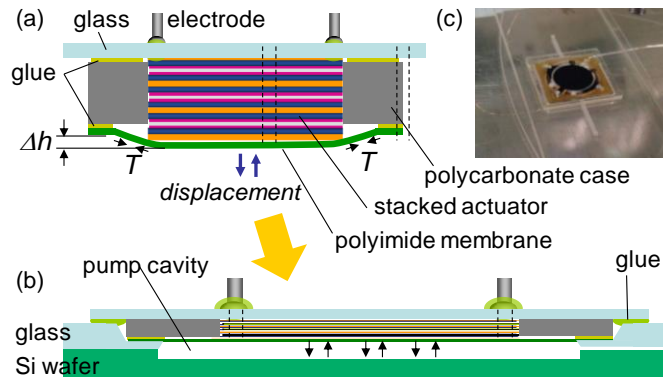 (a)
glass
electrode
(c)
glue
Δh
T
T
displacement
polycarbonate case
stacked actuator
polyimide membrane
pump cavity
(b)
glue
glass
Si wafer